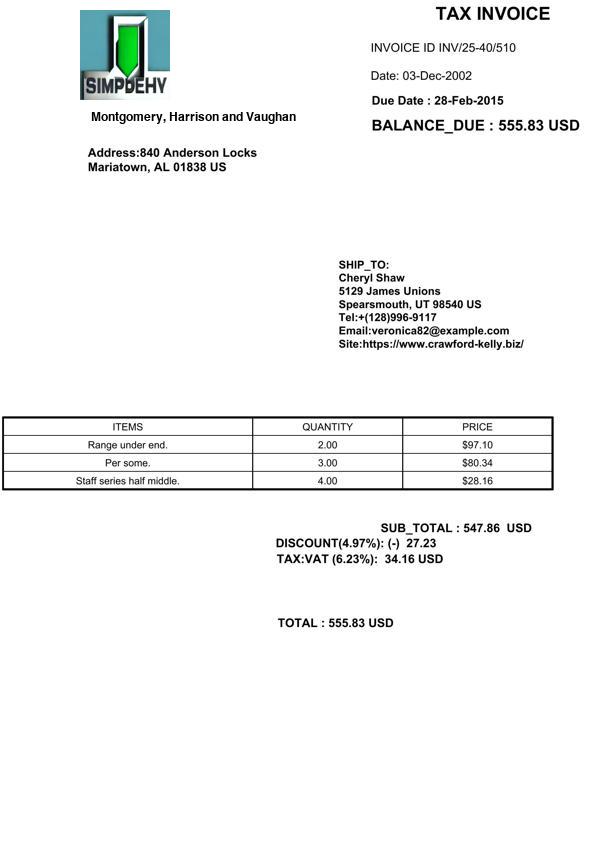 TAX INVOICE
INVOICE ID INV/25-40/510
Date: 03-Dec-2002
Due Date : 28-Feb-2015
BALANCE_DUE : 555.83 USD
SIMPDEHY
Montgomery, Harrison and Vaughan
Address:840 Anderson Locks
Mariatown, AL 01838 US
SHIP_TO:
Cheryl Shaw
5129 James Unions
Spearsmouth, UT 98540 US
Tel:+(128)996-9117
Email:veronica82@example.com
Site:https://www.crawford-kelly.biz/
ITEMS QUANTITY PRICE
Range under end. 2.00 $97.10
Per some. 3.00 $80.34
Staff series half middle. 4.00 $28.16
SUB_TOTAL : 547.86 USD
DISCOUNT(4.97%): (-) 27.23
TAX:VAT (6.23%): 34.16 USD
TOTAL : 555.83 USD